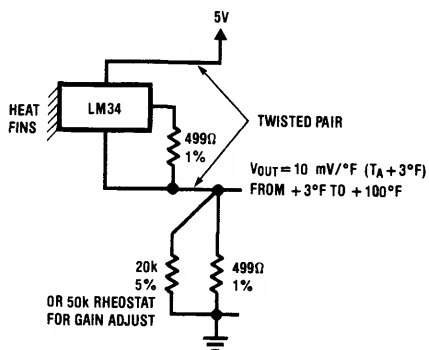 5V
HEAT
FINS
LM34
TWISTED PAIR
499Ω
1%
VOUT = 10 mV/°F (TA + 3°F)
FROM + 3°F TO + 100°F
20k
5%
499Ω
1%
OR 50k RHEOSTAT
FOR GAIN ADJUST